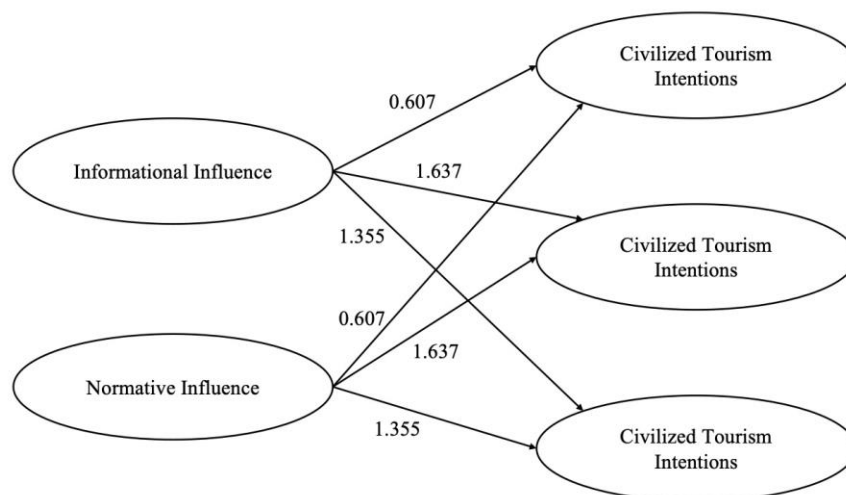 Civilized Tourism
Intentions
0.607
Informational Influence
1.637
1.355
Civilized Tourism
Intentions
0.607
1.637
Normative Influence
1.355
Civilized Tourism
Intentions